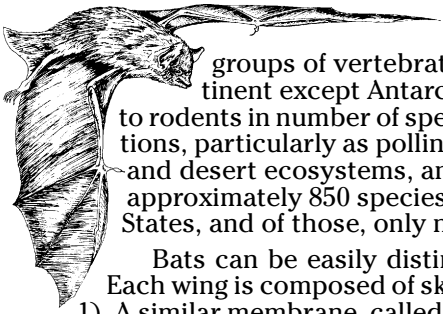 groups of vertebrat
tinent except Antarc
to rodents in number of spe
tions, particularly as pollin
and desert ecosystems, an
approximately 850 species
States, and of those, only n
Bats can be easily distin
Each wing is composed of sk
1). A similar membrane, called